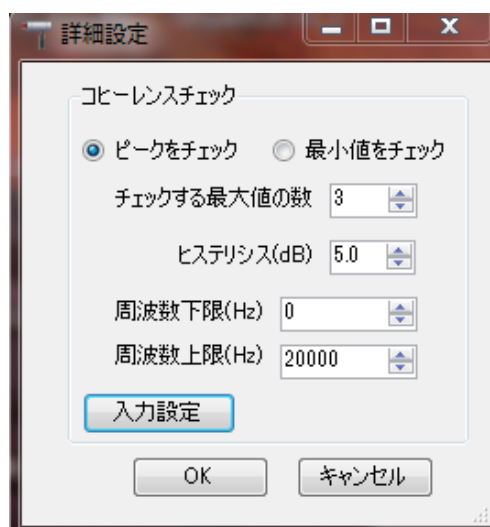 詳細設定
コヒーレンスチェック
ピークをチェック 最小値をチェック
チェックする最大値の数 3
ヒステリシス(dB) 5.0
周波数下限(Hz) 0
周波数上限(Hz) 20000
入力設定
OK キャンセル